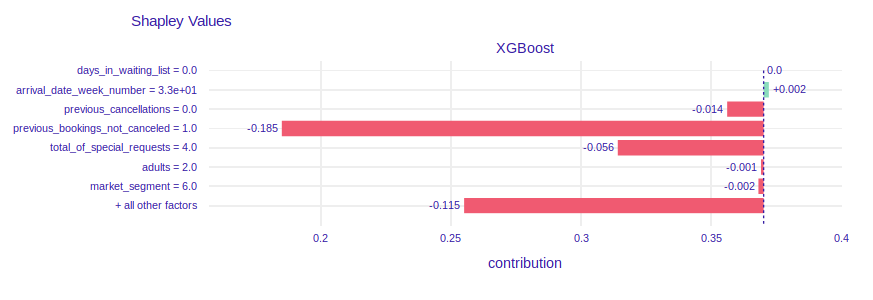 Shapley Values
XGBoost
days_in_waiting_list = 0.0 0.0
arrival_date_week_number = 3.3e+01 +0.002
previous_cancellations = 0.0 -0.014
previous_bookings_not_canceled = 1.0 -0.185
total_of_special_requests = 4.0 -0.056
adults = 2.0 -0.001
market_segment = 6.0 -0.002
+ all other factors -0.115
0.2 0.25 0.3 0.35 0.4
contribution